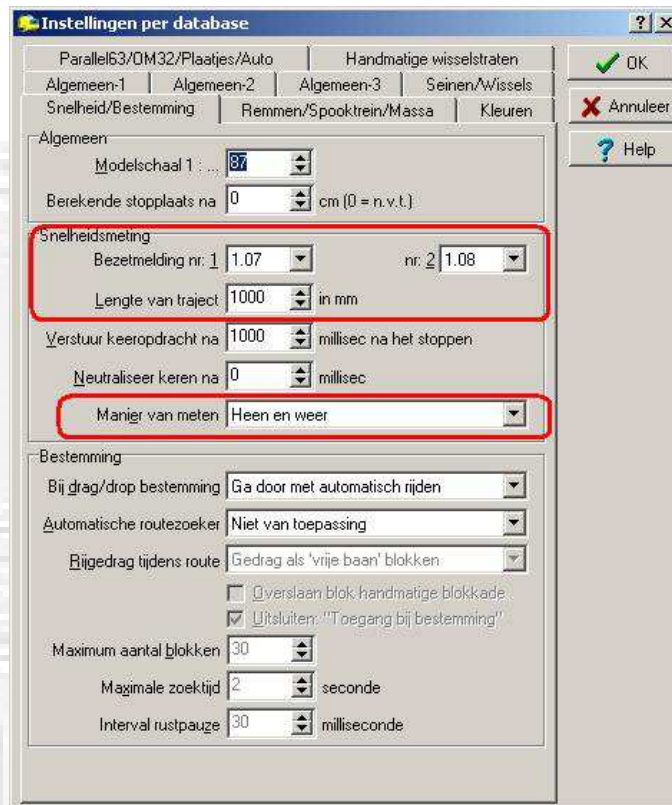 Instellingen per database
Parallel63/OM32/Plaatjes/Auto Handmatige wisselstraten
Algemeen-1 Algemeen-2 Algemeen-3 Seinen/Wissels
Snelheid/Bestemming Remmen/Spooktrein/Massa Kleuren
OK
Annuleer
Help
Algemeen
Modelschaal 1 : ... 87
Berekende stopplaats na 0 cm (0 = n.v.t.)
Snelheidsmeting
Bezetmelding nr: 1 1.07 nr: 2 1.08
Lengte van traject 1000 in mm
Verstuur keeropdracht na 1000 millisec na het stoppen
Neutraliseer keren na 0 millisec
Manier van meten Heen en weer
Bestemming
Bij drag/drop bestemming Ga door met automatisch rijden
Automatische routezoeker Niet van toepassing
Rijgedrag tijdens route Gedrag als 'vrije baan' blokken
Overslaan blok handmatige blokkade
Uitsluiten: "Toegang bij bestemming"
Maximum aantal blokken 30
Maximale zoektijd 2 seconde
Interval rustpauze 30 milliseconde